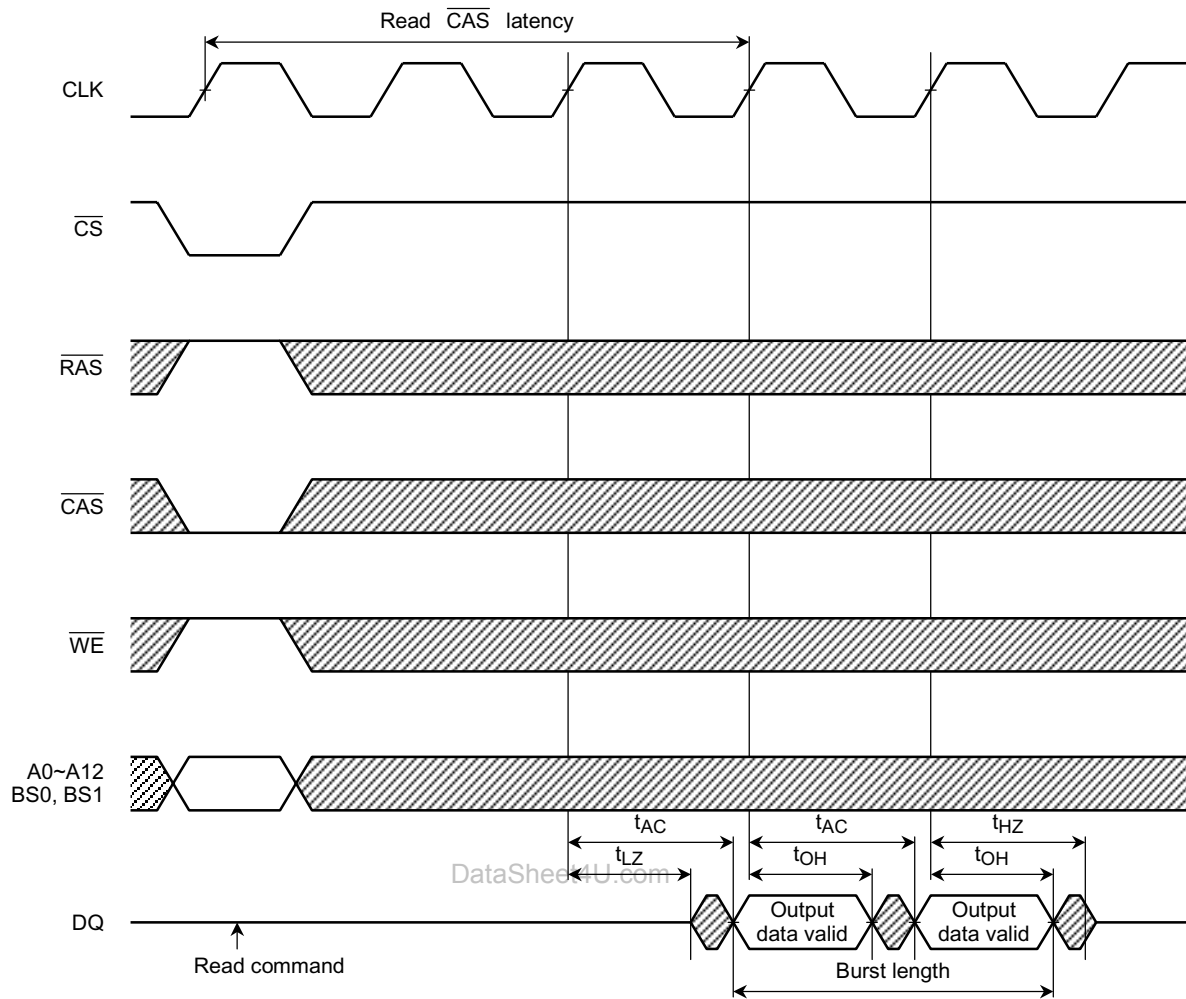 Read CAS latency
CLK
CS
RAS
CAS
WE
A0~A12
BS0, BS1
tAC
tAC
tHZ
tLZ
tOH
tOH
DataSheet4U.com
DQ
Output
data valid
Output
data valid
Read command
Burst length